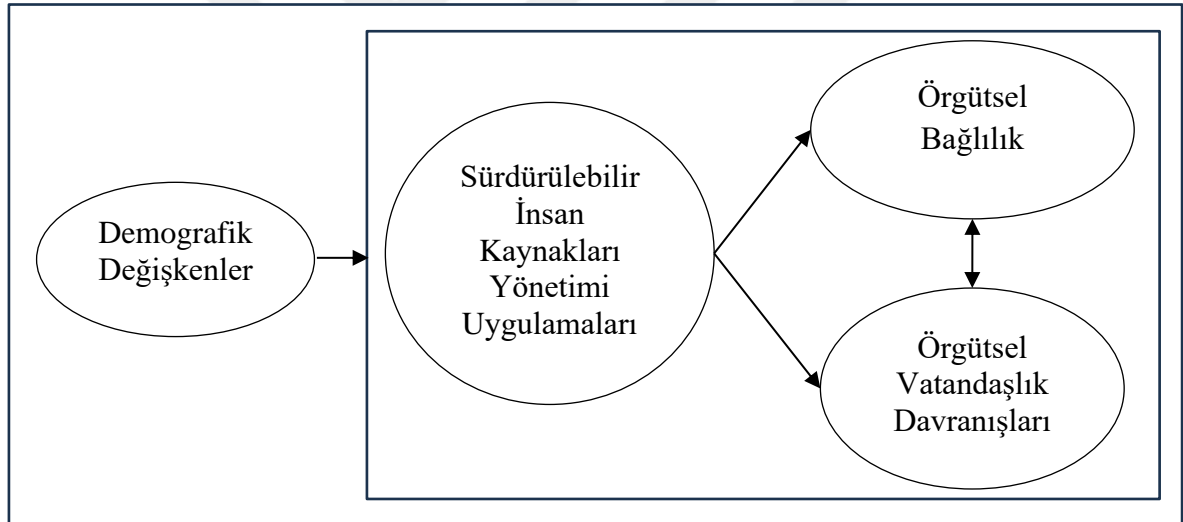 Demografik
Değişkenler
Sürdürülebilir
İnsan
Kaynakları
Yönetimi
Uygulamaları
Örgütsel
Bağlılık
Örgütsel
Vatandaşlık
Davranışları